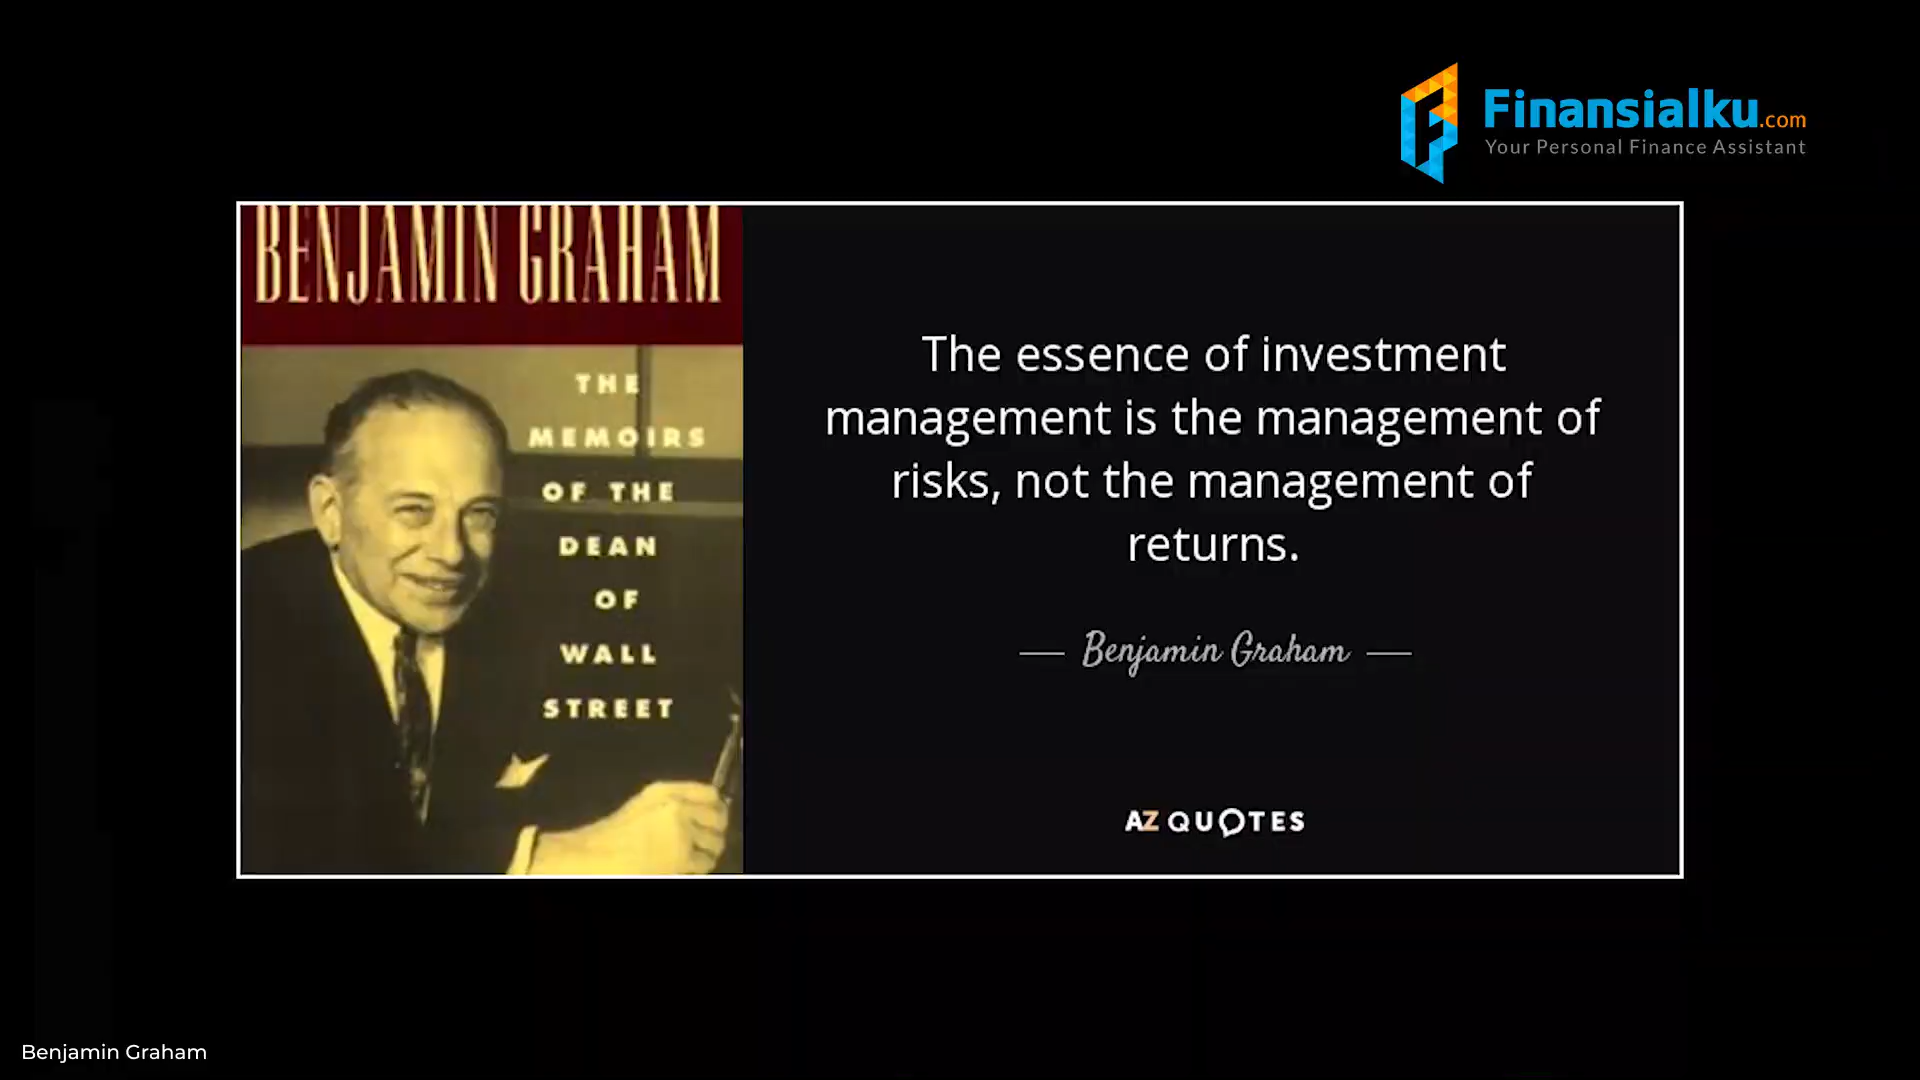 Finansialku.com
Your Personal Finance Assistant
BENJAMIN GRAHAM
THE
MEMOIRS
OF THE
DEAN
OF
WALL
STREET
The essence of investment
management is the management of
risks, not the management of
returns.
Benjamin Graham
AZ QUOTES
Benjamin Graham